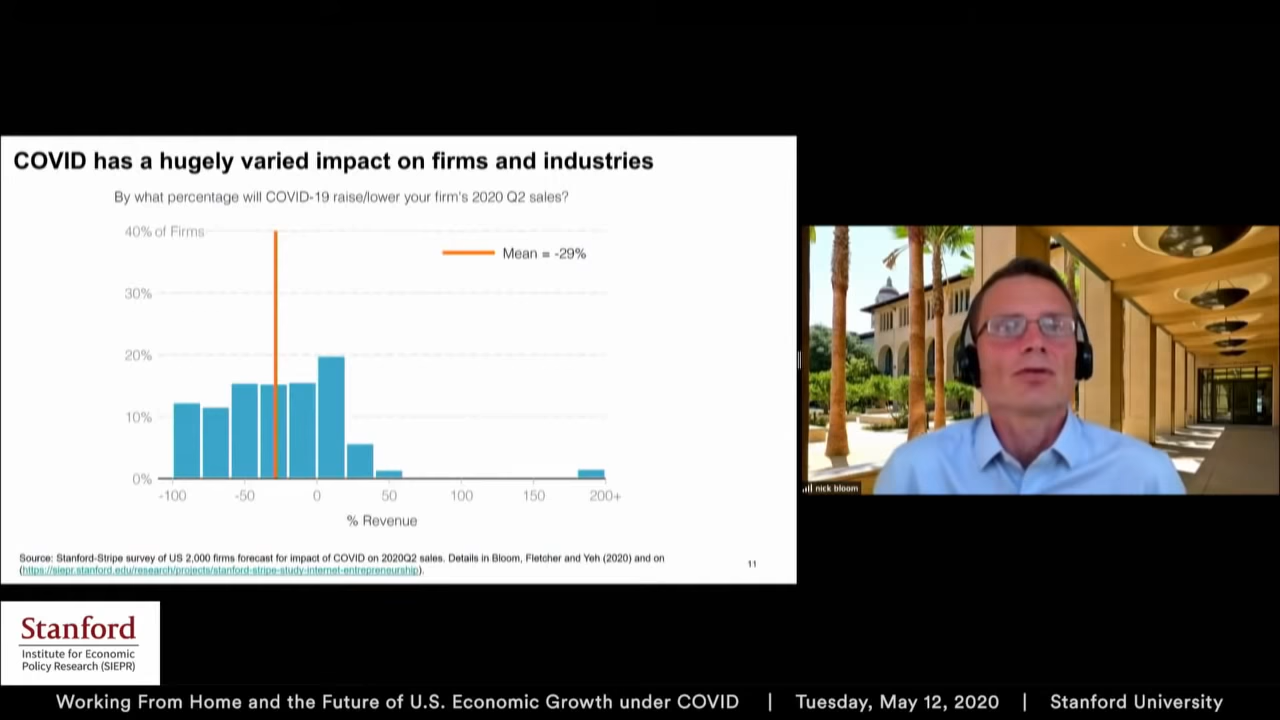 COVID has a hugely varied impact on firms and industries
By what percentage will COVID-19 raise/lower your firm's 2020 Q2 sales?
40% of Firms
Mean = -29%
30%
20%
10%
0%
-100 -50 0 50 100 150 200+
% Revenue
Source: Stanford-Stripe survey of US 2,000 firms forecast for impact of COVID on 2020Q2 sales. Details in Bloom, Fletcher and Yeh (2020) and on
(https://siepr.stanford.edu/research/projects/stanford-stripe-study-internet-entrepreneurship).
11
nick bloom
Stanford
Institute for Economic
Policy Research (SIEPR)
Working From Home and the Future of U.S. Economic Growth under COVID | Tuesday, May 12, 2020 | Stanford University